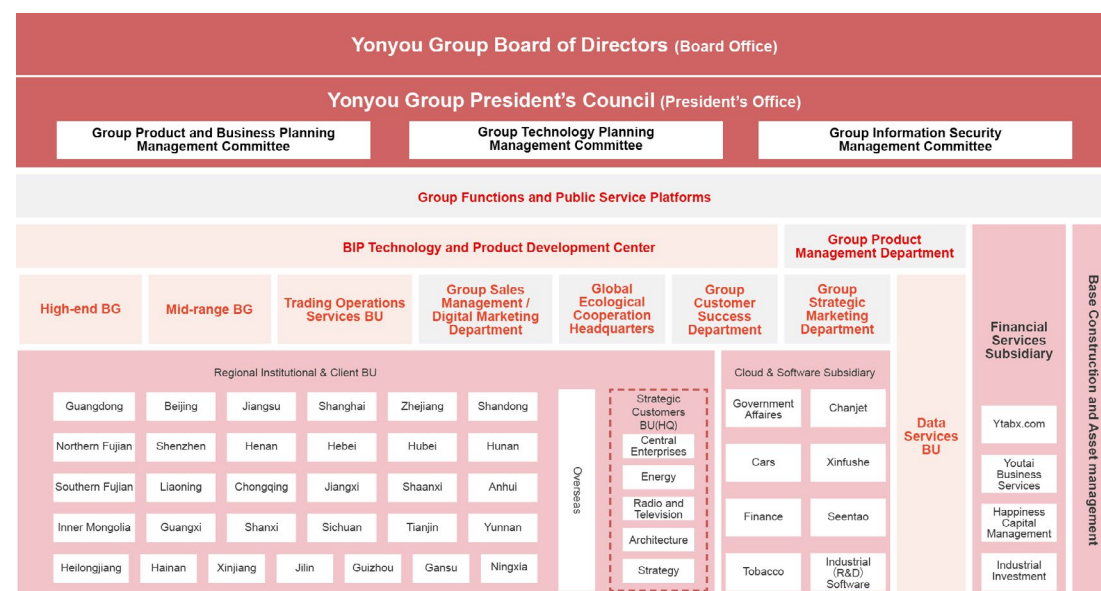 Yonyou Group Board of Directors (Board Office)
Yonyou Group President's Council (President's Office)
Group Product and Business Planning
Management Committee
Group Technology Planning
Management Committee
Group Information Security
Management Committee
Group Functions and Public Service Platforms
BIP Technology and Product Development Center
Group Product
Management Department
High-end BG
Mid-range BG
Trading Operations
Services BU
Group Sales
Management /
Digital Marketing
Department
Global
Ecological
Cooperation
Headquarters
Group
Customer
Success
Department
Group
Strategic
Marketing
Department
Regional Institutional & Client BU
Guangdong
Beijing
Jiangsu
Shanghai
Zhejiang
Shandong
Northern Fujian
Shenzhen
Henan
Hebei
Hubei
Hunan
Southern Fujian
Liaoning
Chongqing
Jiangxi
Shaanxi
Anhui
Inner Mongolia
Guangxi
Shanxi
Sichuan
Tianjin
Yunnan
Heilongjiang
Hainan
Xinjiang
Jilin
Guizhou
Gansu
Ningxia
Overseas
Strategic
Customers
BU(HQ)
Central
Enterprises
Energy
Radio and
Television
Architecture
Strategy
Cloud & Software Subsidiary
Government
Affaires
Chanjet
Cars
Xinfushe
Finance
Seentao
Tobacco
Industrial
(R&D)
Software
Data
Services
BU
Financial
Services
Subsidiary
Ytabx.com
Youtai
Business
Services
Happiness
Capital
Management
Industrial
Investment
Base Construction and Asset management